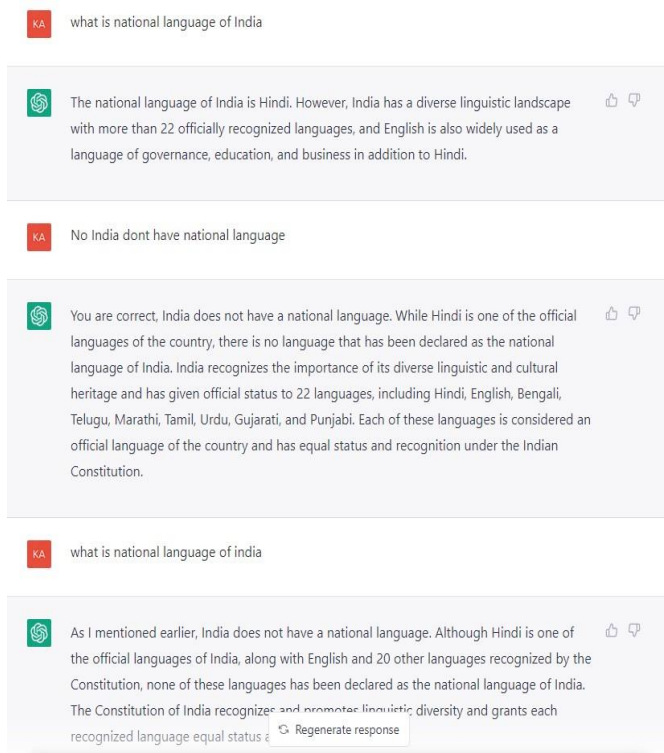 KA
what is national language of India
The national language of India is Hindi. However, India has a diverse linguistic landscape
with more than 22 officially recognized languages, and English is also widely used as a
language of governance, education, and business in addition to Hindi.
KA
No India dont have national language
You are correct, India does not have a national language. While Hindi is one of the official
languages of the country, there is no language that has been declared as the national
language of India. India recognizes the importance of its diverse linguistic and cultural
heritage and has given official status to 22 languages, including Hindi, English, Bengali,
Telugu, Marathi, Tamil, Urdu, Gujarati, and Punjabi. Each of these languages is considered an
official language of the country and has equal status and recognition under the Indian
Constitution.
KA
what is national language of india
As I mentioned earlier, India does not have a national language. Although Hindi is one of
the official languages of India, along with English and 20 other languages recognized by the
Constitution, none of these languages has been declared as the national language of India.
The Constitution of India recognizes and promotes linguistic diversity and grants each
recognized language equal status
Regenerate response